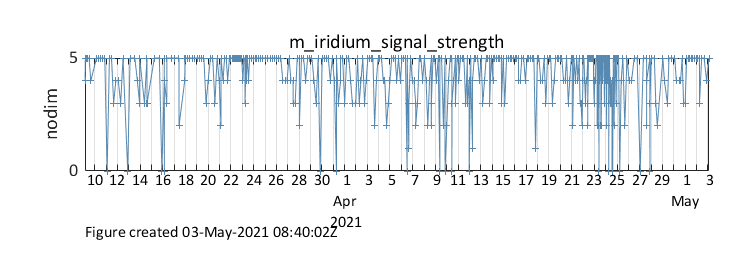 m_iridium_signal_strength
5
nodim
0
10 12 14 16 18 20 22 24 26 28 30 1 3 5 7 9 11 13 15 17 19 21 23 25 27 29 1 3
Apr May
2021
Figure created 03-May-2021 08:40:02Z